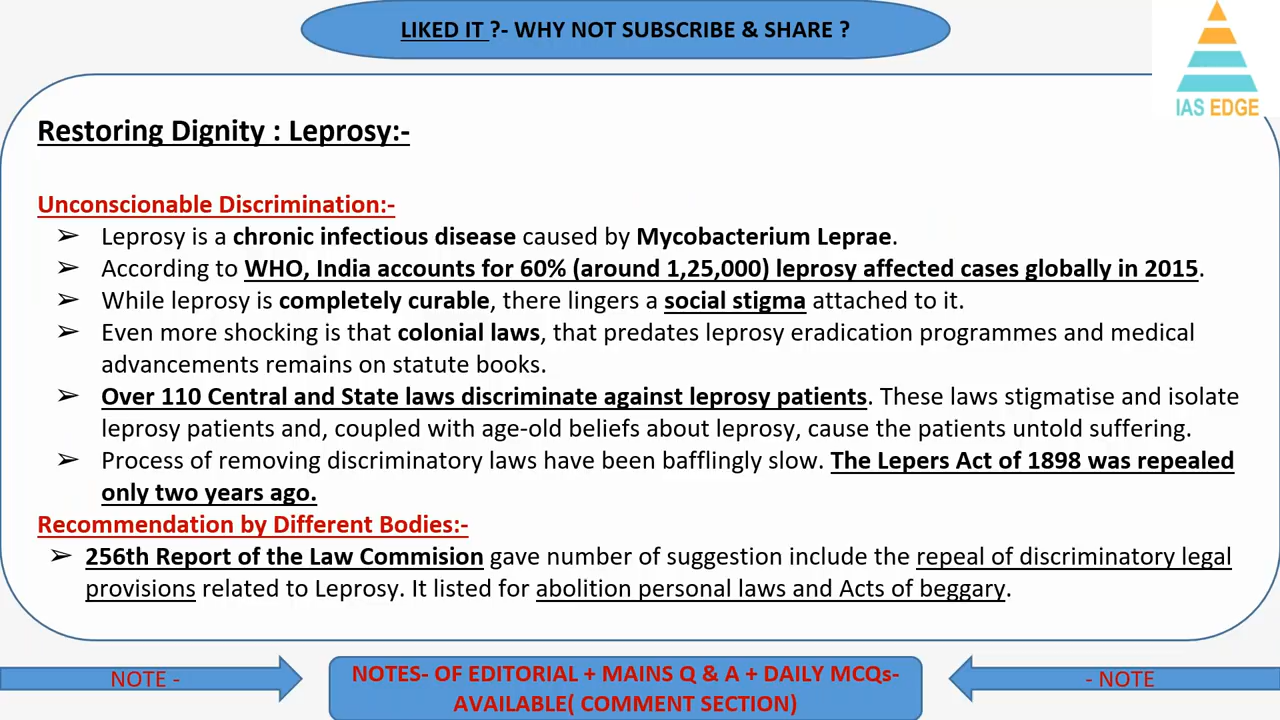 LIKED IT ?- WHY NOT SUBSCRIBE & SHARE ?
IAS EDGE
Restoring Dignity : Leprosy:-
Unconscionable Discrimination:-
➢ Leprosy is a chronic infectious disease caused by Mycobacterium Leprae.
➢ According to WHO, India accounts for 60% (around 1,25,000) leprosy affected cases globally in 2015.
➢ While leprosy is completely curable, there lingers a social stigma attached to it.
➢ Even more shocking is that colonial laws, that predates leprosy eradication programmes and medical
advancements remains on statute books.
➢ Over 110 Central and State laws discriminate against leprosy patients. These laws stigmatise and isolate
leprosy patients and, coupled with age-old beliefs about leprosy, cause the patients untold suffering.
➢ Process of removing discriminatory laws have been bafflingly slow. The Lepers Act of 1898 was repealed
only two years ago.
Recommendation by Different Bodies:-
➢ 256th Report of the Law Commision gave number of suggestion include the repeal of discriminatory legal
provisions related to Leprosy. It listed for abolition personal laws and Acts of beggary.
NOTE -
NOTES- OF EDITORIAL + MAINS Q & A + DAILY MCQs-
AVAILABLE( COMMENT SECTION)
- NOTE